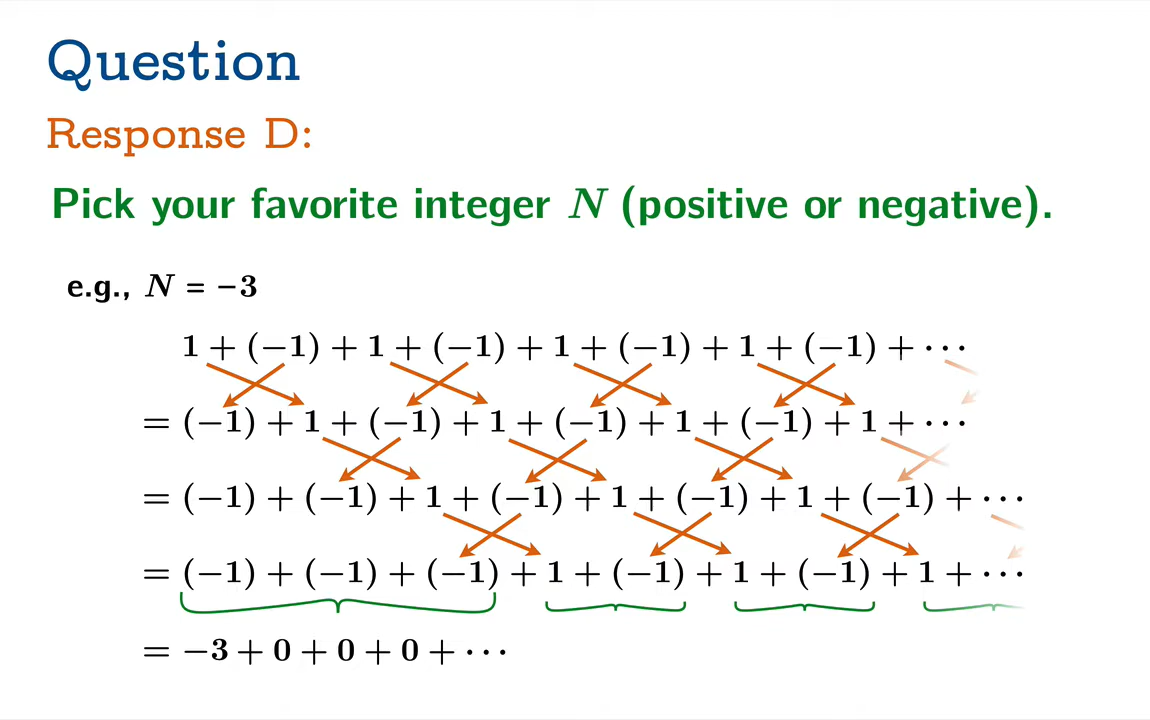 Question
Response D:
Pick your favorite integer N (positive or negative).
e.g., N = −3
1 + (−1) + 1 + (−1) + 1 + (−1) + 1 + (−1) + ⋯
= (−1) + 1 + (−1) + 1 + (−1) + 1 + (−1) + 1 + ⋯
= (−1) + (−1) + 1 + (−1) + 1 + (−1) + 1 + (−1) + ⋯
= (−1) + (−1) + (−1) + 1 + (−1) + 1 + (−1) + 1 + ⋯
= −3 + 0 + 0 + 0 + ⋯